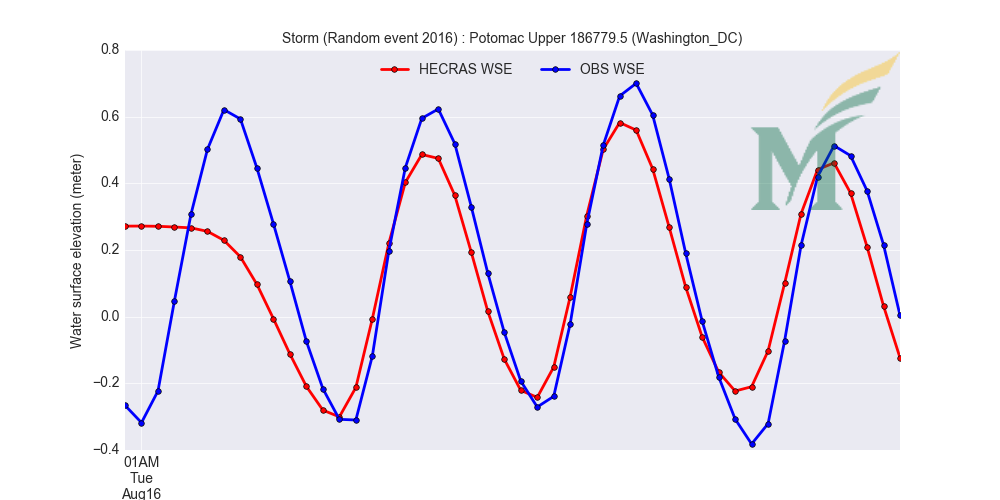 Storm (Random event 2016) : Potomac Upper 186779.5 (Washington_DC)
HECRAS WSE
OBS WSE
Water surface elevation (meter)
0.8
0.6
0.4
0.2
0.0
−0.2
−0.4
01AM
Tue
Aug16
M